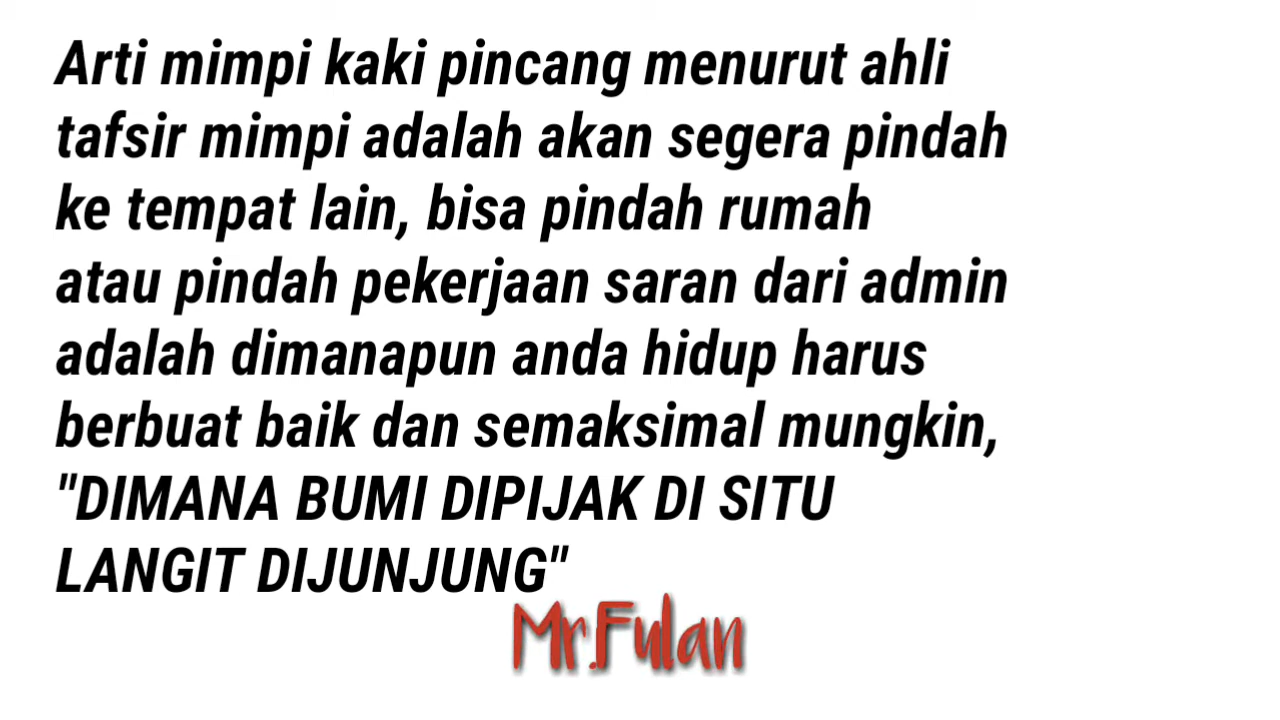 Arti mimpi kaki pincang menurut ahli
tafsir mimpi adalah akan segera pindah
ke tempat lain, bisa pindah rumah
atau pindah pekerjaan saran dari admin
adalah dimanapun anda hidup harus
berbuat baik dan semaksimal mungkin,
"DIMANA BUMI DIPIJAK DI SITU
LANGIT DIJUNJUNG"
Mr.Fulan